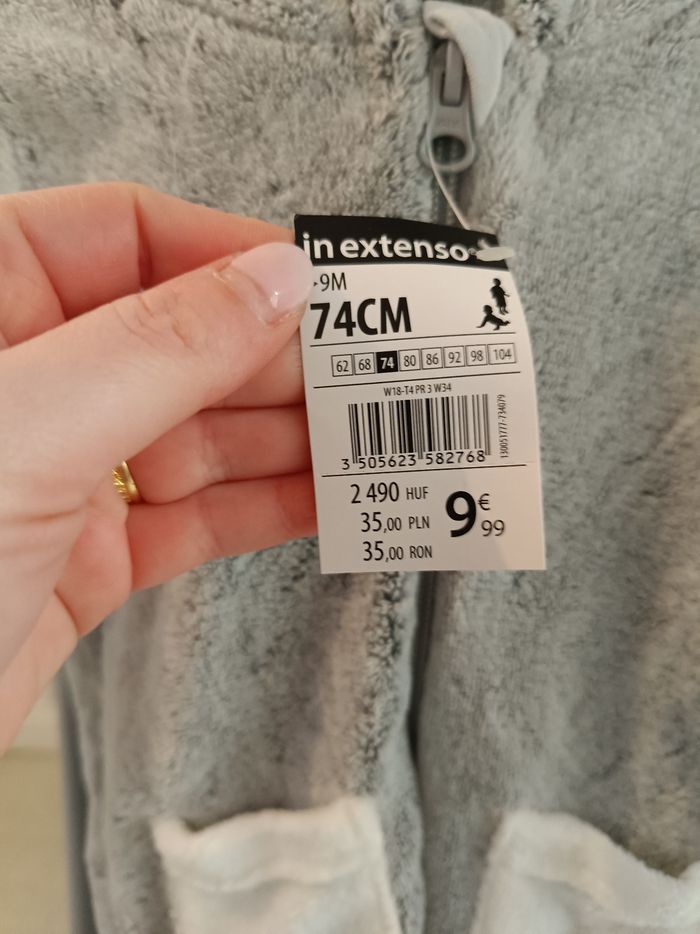 in extenso
9M
74CM
62 68 74 80 86 92 98 104
W18-T4 PR 3 W34
3 505623 582768
2 490 HUF
35,00 PLN
35,00 RON
9€99